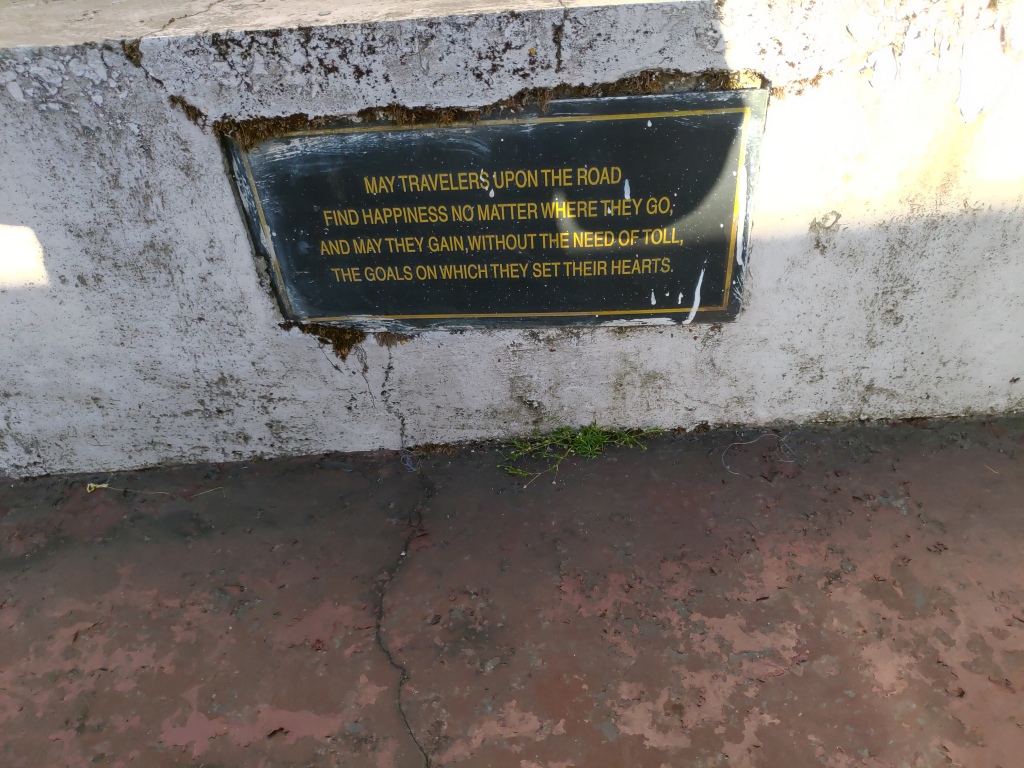 MAY TRAVELERS UPON THE ROAD
FIND HAPPINESS NO MATTER WHERE THEY GO,
AND MAY THEY GAIN,WITHOUT THE NEED OF TOLL,
THE GOALS ON WHICH THEY SET THEIR HEARTS.